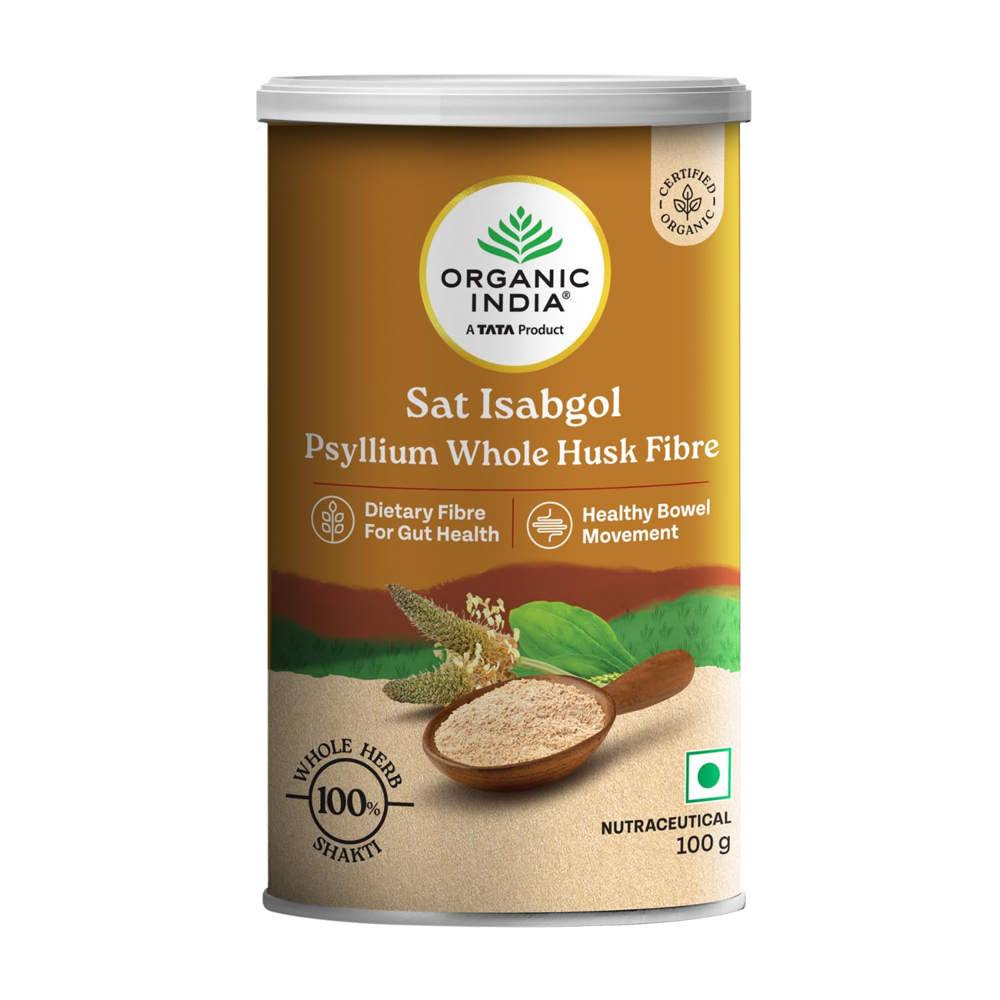 CERTIFIED
ORGANIC
ORGANIC
INDIA®
A TATA Product
Sat Isabgol
Psyllium Whole Husk Fibre
Dietary Fibre
For Gut Health
Healthy Bowel
Movement
WHOLE HERB
100%
SHAKTI
NUTRACEUTICAL
100 g